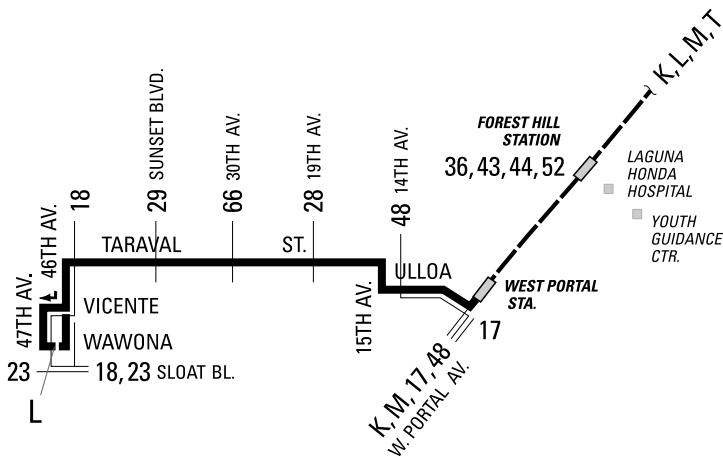 K, L, M, T
FOREST HILL
STATION
36, 43, 44, 52
LAGUNA
HONDA
HOSPITAL
YOUTH
GUIDANCE
CTR.
18
29 SUNSET BLVD.
66 30TH AV.
28 19TH AV.
48 14TH AV.
46TH AV.
47TH AV.
TARAVAL ST.
15TH AV.
ULLOA
WEST PORTAL
STA.
17
VICENTE
WAWONA
23
18, 23 SLOAT BL.
L
K, M, 17, 48
W. PORTAL AV.